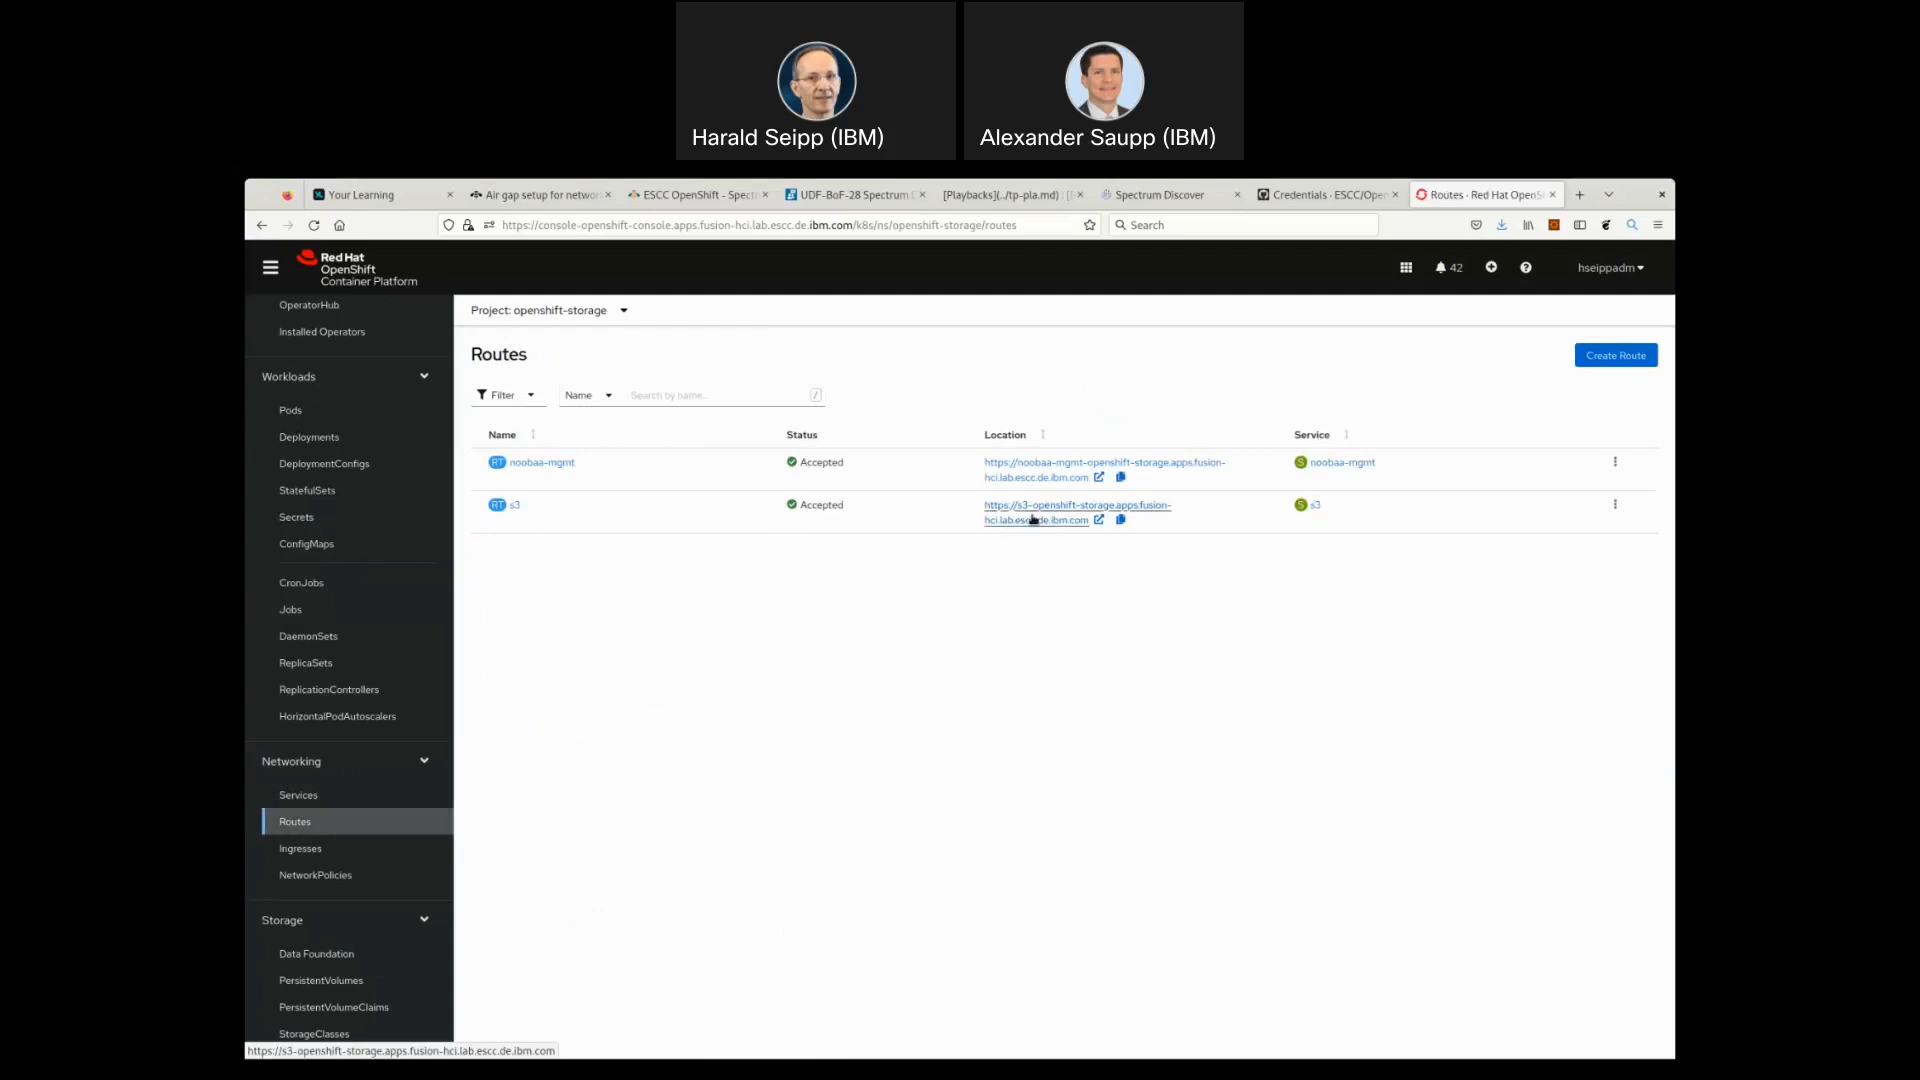 Harald Seipp (IBM)
Alexander Saupp (IBM)
Your Learning
Air gap setup for networ
ESCC OpenShift - Spectr
UDF-BoF-28 Spectrum
[Playbacks](../tp-pla.md) : [
Spectrum Discover
Credentials · ESCC/Open
Routes · Red Hat OpenS
https://console-openshift-console.apps.fusion-hci.lab.escc.de.ibm.com/k8s/ns/openshift-storage/routes
Search
Red Hat
OpenShift
Container Platform
42
hseippadm
OperatorHub
Installed Operators
Workloads
Pods
Deployments
DeploymentConfigs
StatefulSets
Secrets
ConfigMaps
CronJobs
Jobs
DaemonSets
ReplicaSets
ReplicationControllers
HorizontalPodAutoscalers
Networking
Services
Routes
Ingresses
NetworkPolicies
Storage
Data Foundation
PersistentVolumes
PersistentVolumeClaims
StorageClasses
Project: openshift-storage
Routes
Create Route
Filter
Name
Search by name...
/
Name
Status
Location
Service
RT noobaa-mgmt
Accepted
https://noobaa-mgmt-openshift-storage.apps.fusion-
hci.lab.escc.de.ibm.com
S noobaa-mgmt
RT s3
Accepted
https://s3-openshift-storage.apps.fusion-
hci.lab.escc.de.ibm.com
S s3
https://s3-openshift-storage.apps.fusion-hci.lab.escc.de.ibm.com